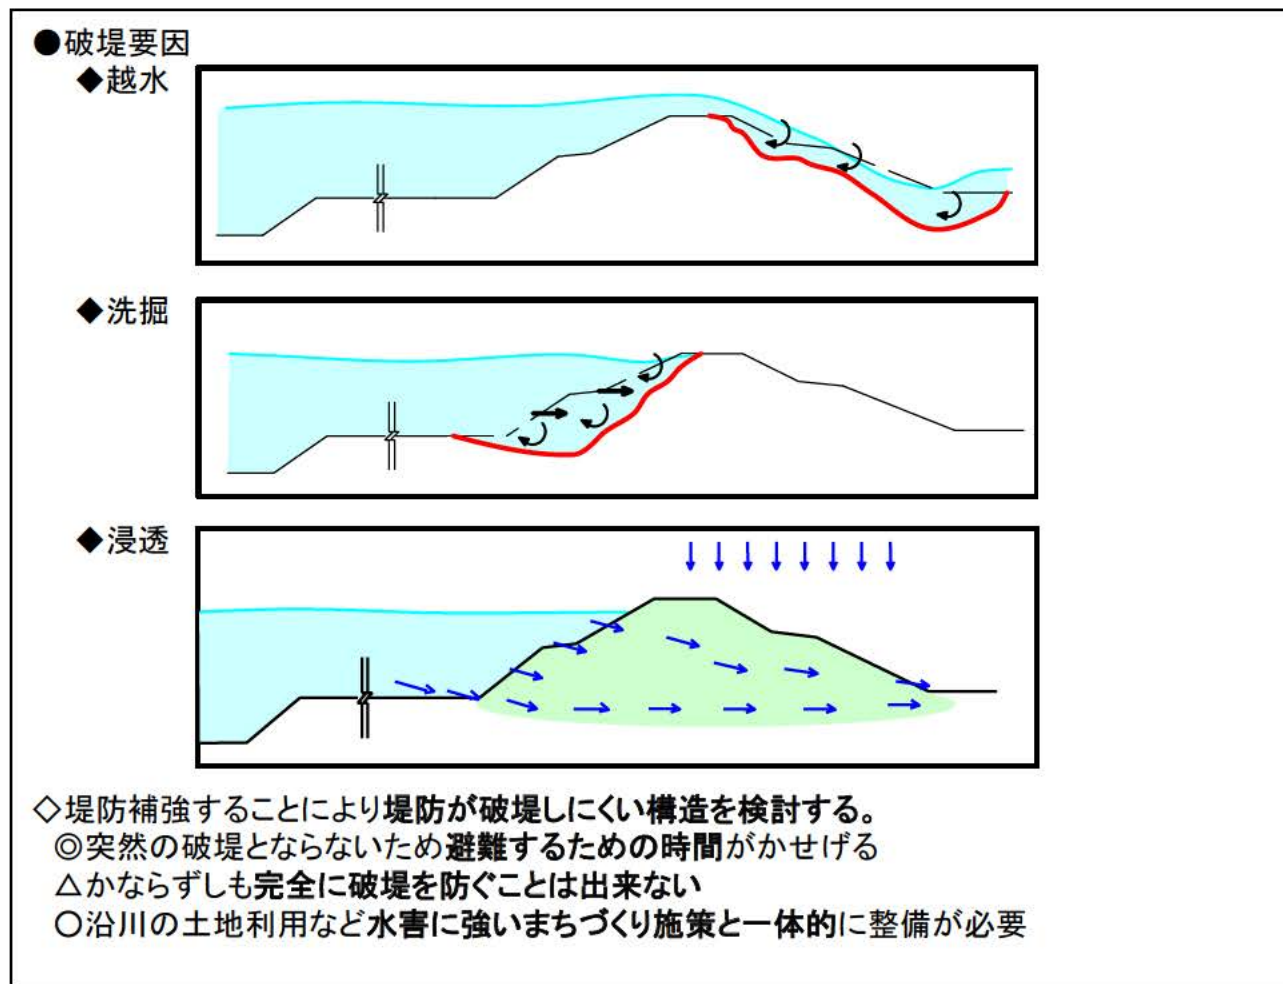 ●破堤要因
◆越水
◆洗掘
◆浸透
◇堤防補強することにより堤防が破堤しにくい構造を検討する。
◎突然の破堤とならないため避難するための時間がかせげる
△かならずしも完全に破堤を防ぐことは出来ない
○沿川の土地利用など水害に強いまちづくり施策と一体的に整備が必要